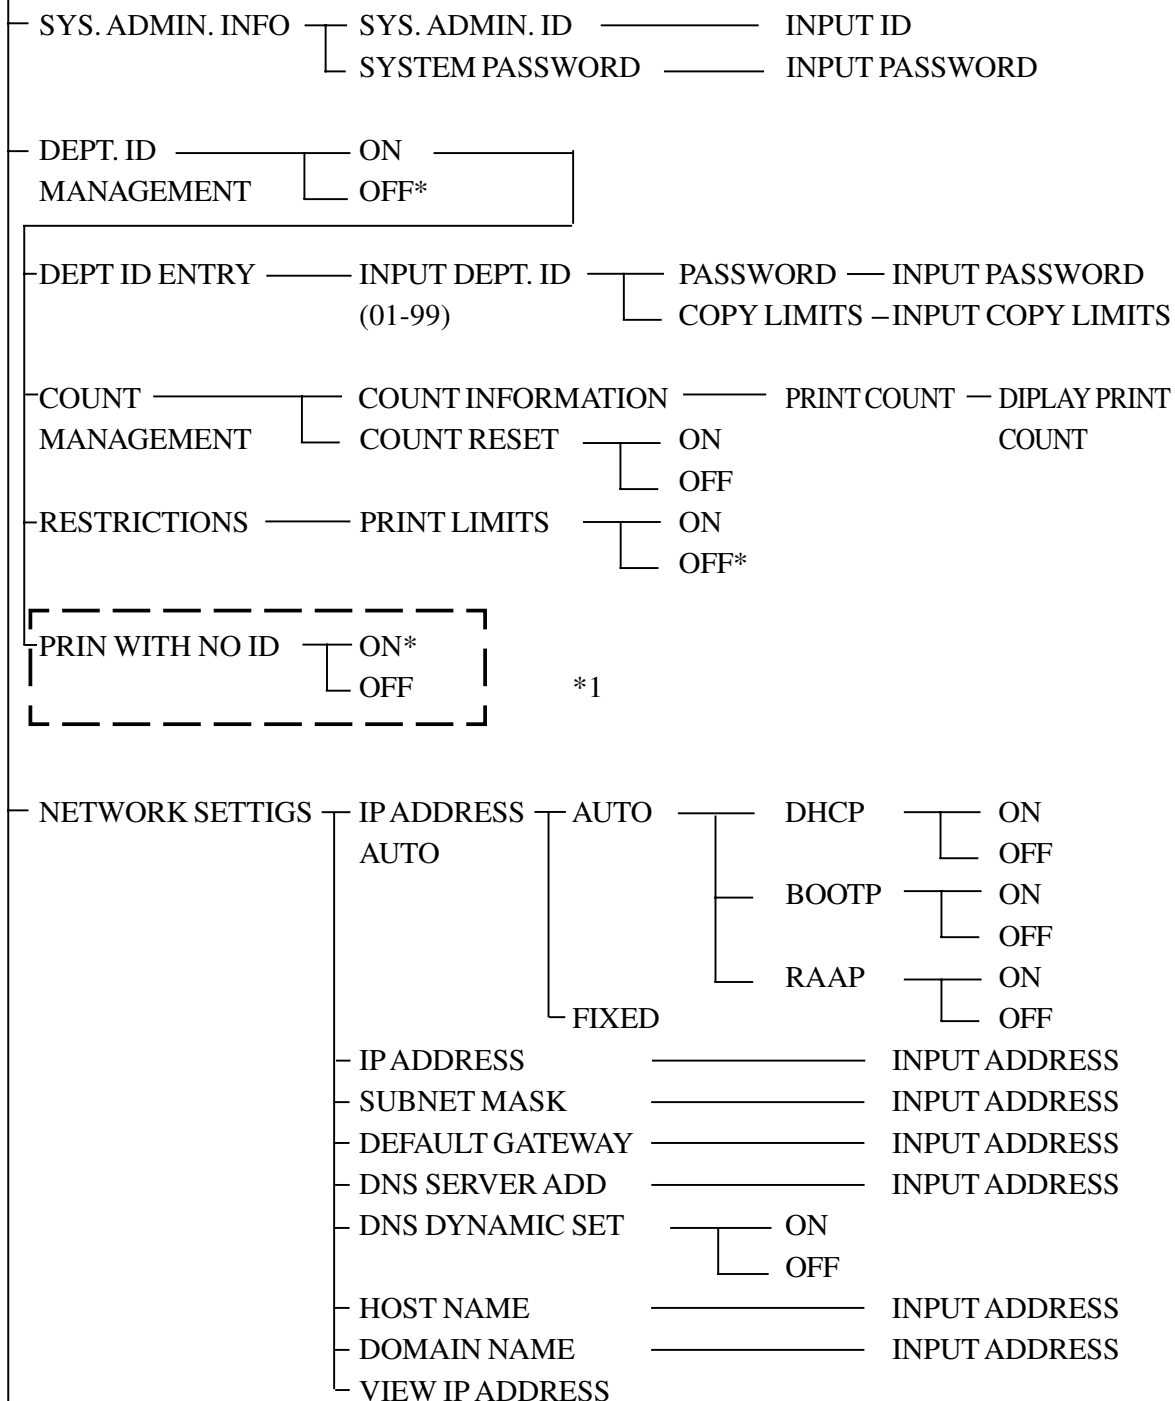 SYS. ADMIN. INFO SYS. ADMIN. ID INPUT ID
SYSTEM PASSWORD INPUT PASSWORD
DEPT. ID ON
MANAGEMENT OFF*
DEPT ID ENTRY INPUT DEPT. ID PASSWORD INPUT PASSWORD
(01-99) COPY LIMITS INPUT COPY LIMITS
COUNT COUNT INFORMATION PRINT COUNT DIPLAY PRINT
MANAGEMENT COUNT RESET ON COUNT
OFF
RESTRICTIONS PRINT LIMITS ON
OFF*
PRIN WITH NO ID ON*
OFF *1
NETWORK SETTIGS IP ADDRESS AUTO DHCP ON
AUTO OFF
BOOTP ON
OFF
RAAP ON
FIXED OFF
IP ADDRESS INPUT ADDRESS
SUBNET MASK INPUT ADDRESS
DEFAULT GATEWAY INPUT ADDRESS
DNS SERVER ADD INPUT ADDRESS
DNS DYNAMIC SET ON
OFF
HOST NAME INPUT ADDRESS
DOMAIN NAME INPUT ADDRESS
VIEW IP ADDRESS